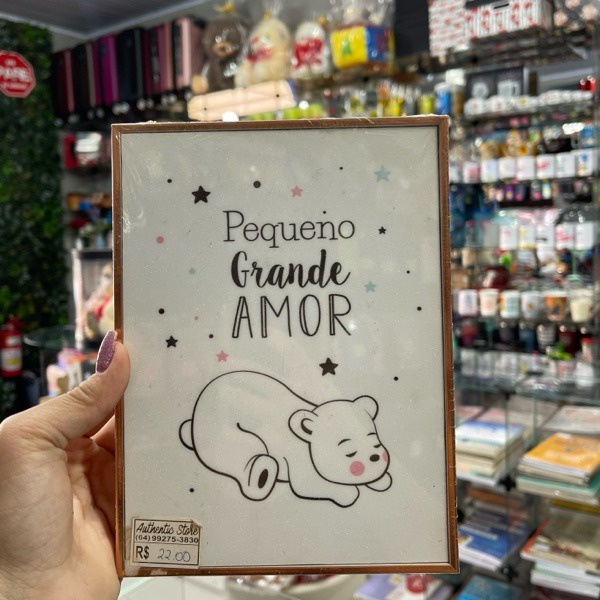 Pequeno
Grande
AMOR
Authentic Store
(64) 99275-3830
R$ 22.00